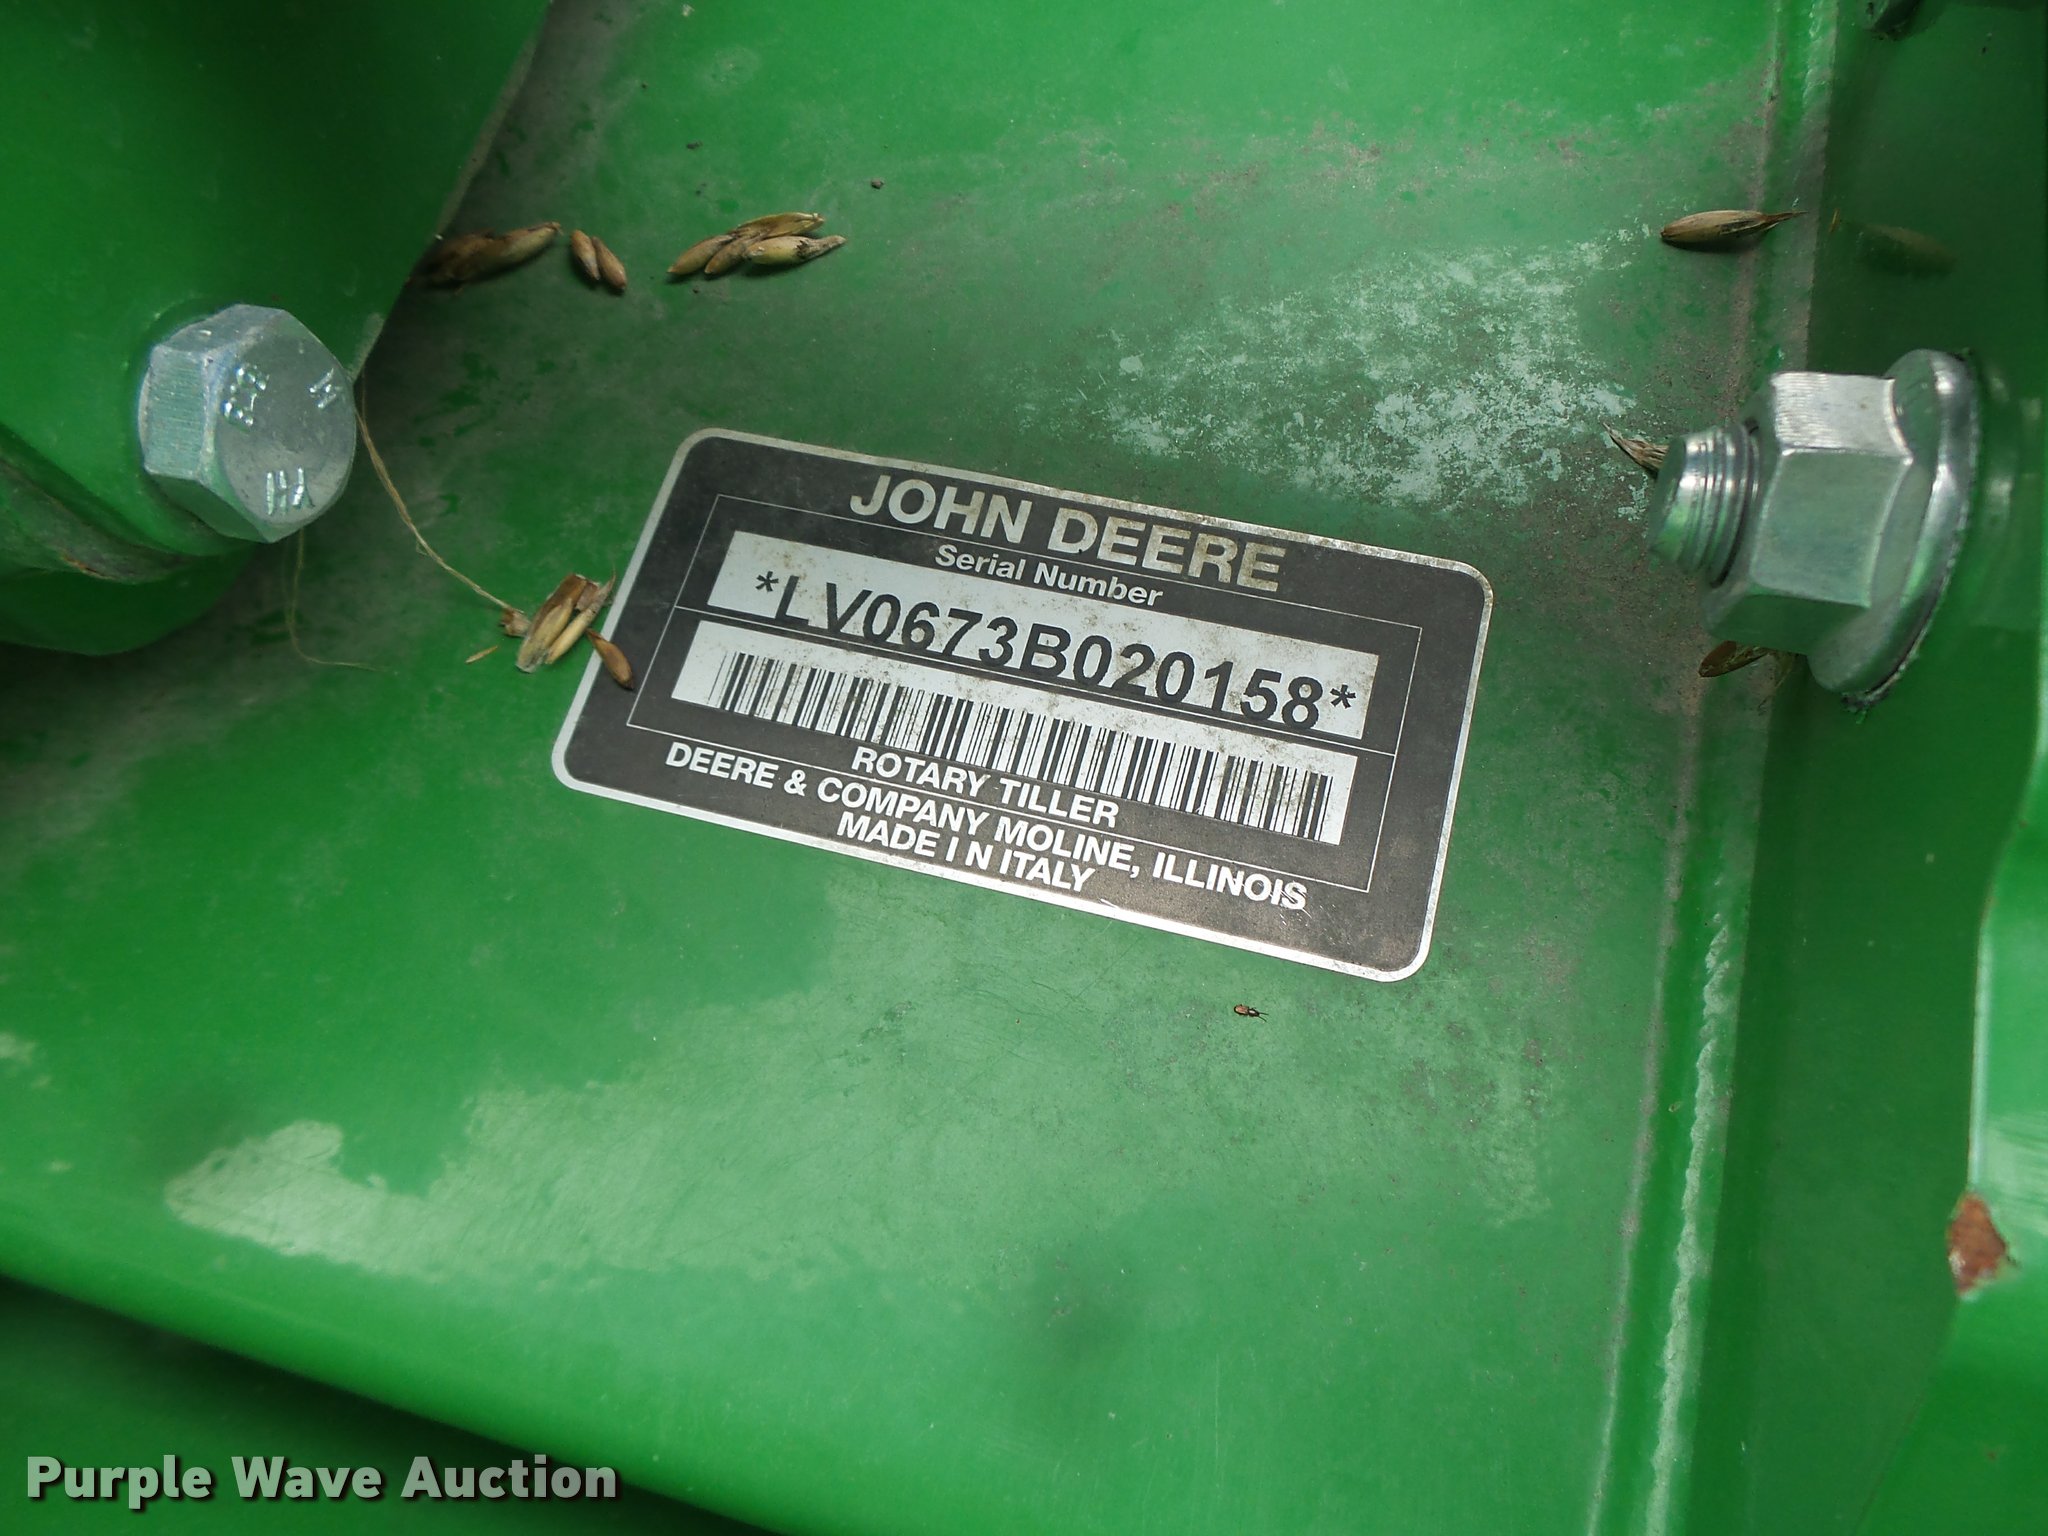 JOHN DEERE
Serial Number
*LV0673B020158*
ROTARY TILLER
DEERE & COMPANY MOLINE, ILLINOIS
MADE I N ITALY
Purple Wave Auction